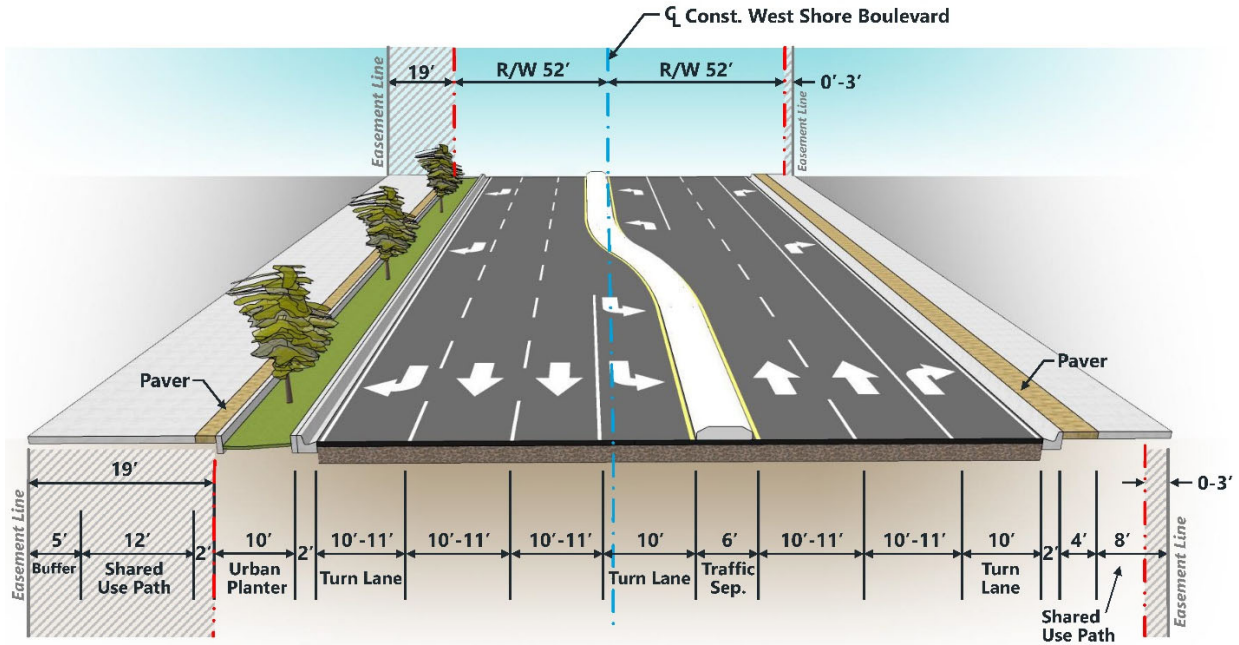 ℄ Const. West Shore Boulevard
Easement Line
19'
R/W 52'
R/W 52'
0'-3'
Easement Line
Paver
Paver
Easement Line
19'
0-3'
Easement Line
5'
Buffer
12'
Shared
Use Path
2'
10'
Urban
Planter
2'
10'-11'
Turn Lane
10'-11'
10'-11'
10'
Turn Lane
6'
Traffic
Sep.
10'-11'
10'-11'
10'
Turn
Lane
2'
4'
8'
Shared
Use Path